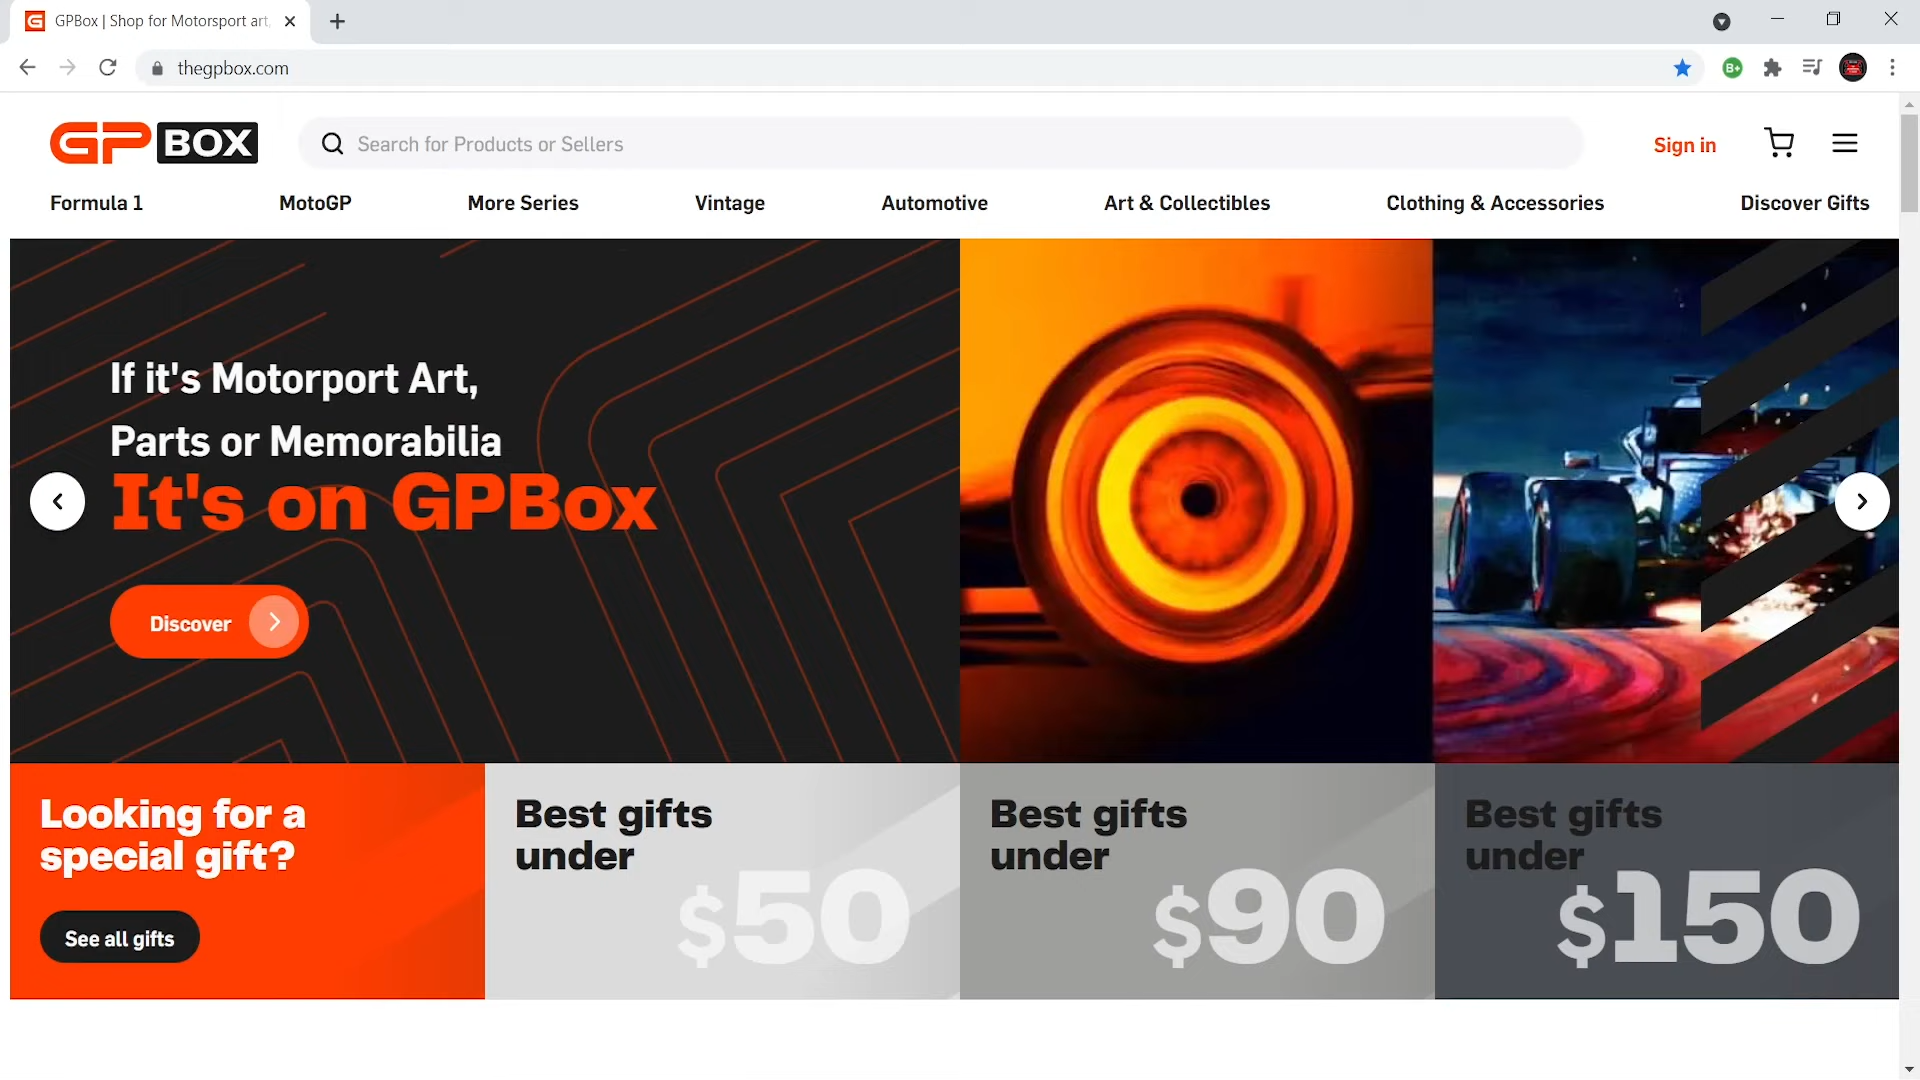 GPBox | Shop for Motorsport art,
thegpbox.com
B+
GP BOX
Search for Products or Sellers
Sign in
Formula 1
MotoGP
More Series
Vintage
Automotive
Art & Collectibles
Clothing & Accessories
Discover Gifts
If it's Motorport Art,
Parts or Memorabilia
It's on GPBox
Discover
Looking for a
special gift?
See all gifts
Best gifts
under
$50
Best gifts
under
$90
Best gifts
under
$150